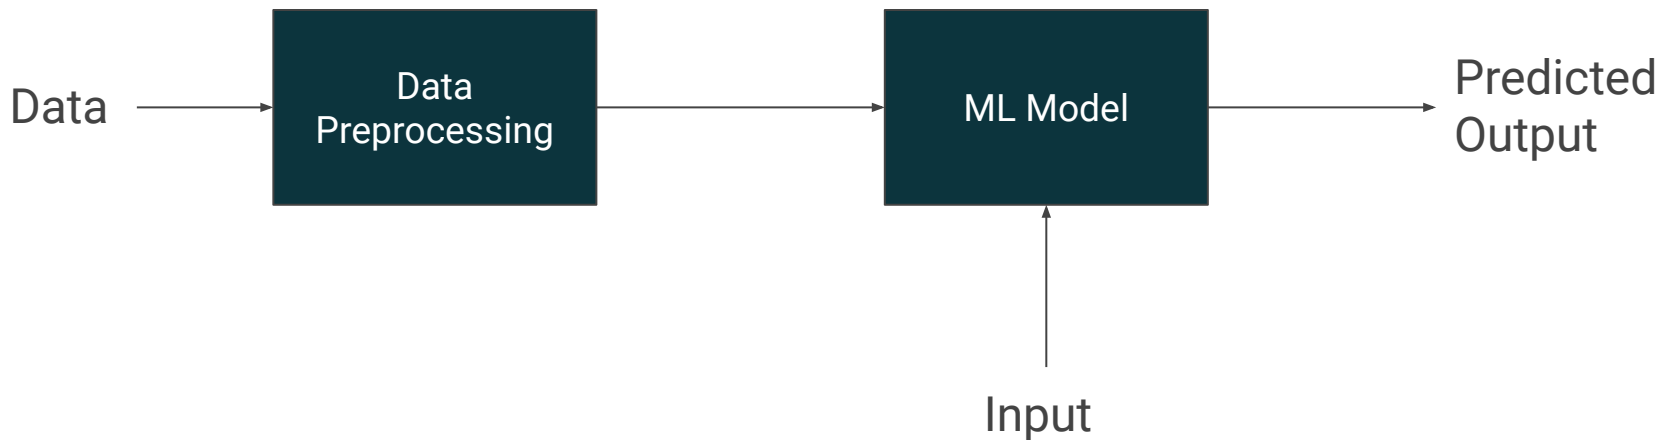 Data
Data
Preprocessing
ML Model
Predicted
Output
Input